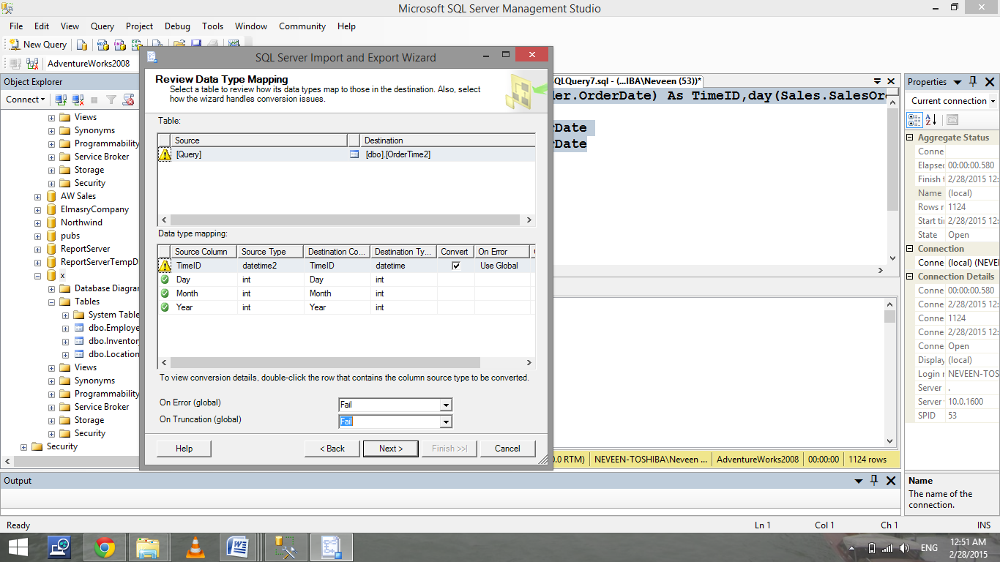 Microsoft SQL Server Management Studio
File Edit View Query Project Debug Tools Window Community Help
New Query
AdventureWorks2008
Object Explorer
Connect
Views
Synonyms
Programmability
Service Broker
Storage
Security
AW Sales
ElmasryCompany
Northwind
pubs
ReportServer
ReportServerTempD
x
Database Diagrar
Tables
System Table
dbo.Employe
dbo.Inventor
dbo.Location
Views
Synonyms
Programmability
Service Broker
Storage
Security
Security
SQL Server Import and Export Wizard
Review Data Type Mapping
Select a table to review how its data types map to those in the destination. Also, select
how the wizard handles conversion issues.
Table:
Source Destination
[Query] [dbo].[OrderTime2]
Data type mapping:
Source Column Source Type Destination Co... Destination Ty... Convert On Error
TimeID datetime2 TimeID datetime Use Global
Day int Day int
Month int Month int
Year int Year int
To view conversion details, double-click the row that contains the column source type to be converted.
On Error (global) Fail
On Truncation (global) Fail
Help < Back Next > Finish >>| Cancel
QLQuery7.sql - (...IBA\Neveen (53))*
der.OrderDate) As TimeID,day(Sales.SalesOr
rDate
rDate
0.0 RTM) NEVEEN-TOSHIBA\Neveen ... AdventureWorks2008 00:00:00 1124 rows
Properties
Current connection
Aggregate Status
Conne
Elapsec 00:00:00.580
Finish t 2/28/2015 12:
Name (local)
Rows r 1124
Start tir 2/28/2015 12:
State Open
Connection
Conne (local) (NEVEE
Connection Details
Conne 00:00:00.580
Conne 2/28/2015 12:
Conne 1124
Conne 2/28/2015 12:
Conne Open
Display (local)
Login r NEVEEN-TOS
Server .
Server 10.0.1600
SPID 53
Name
The name of the
connection.
Output
Ready Ln 1 Col 1 Ch 1 INS
ENG 12:51 AM
2/28/2015